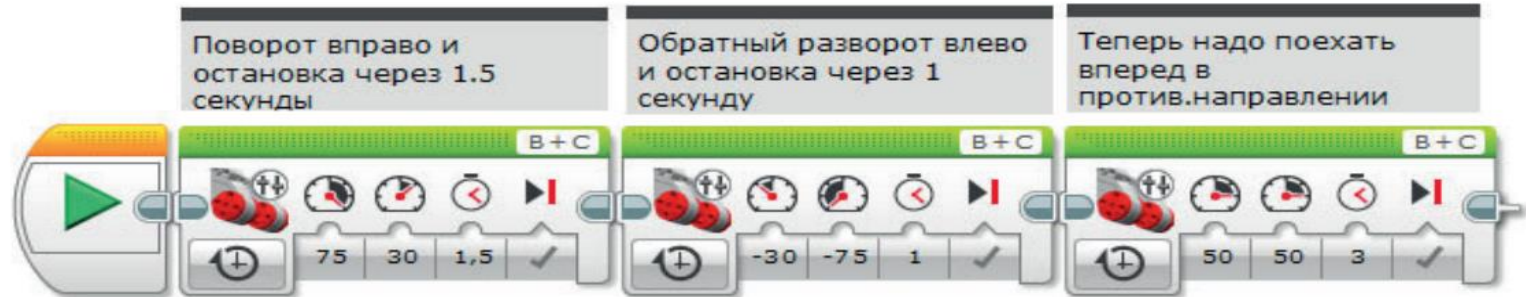 Поворот вправо и
остановка через 1.5
секунды
Обратный разворот влево
и остановка через 1
секунду
Теперь надо поехать
вперед в
против.направлении
B+C
75 30 1,5
B+C
-30 -75 1
B+C
50 50 3